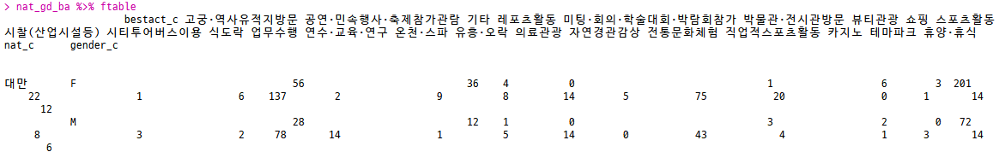 > nat_gd_ba %>% ftable
bestact_c 고궁·역사유적지방문 공연·민속행사·축제참가관람 기타 레포츠활동 미팅·회의·학술대회·박람회참가 박물관·전시관방문 뷰티관광 쇼핑 스포츠활동
시찰(산업시설등) 시티투어버스이용 식도락 업무수행 연수·교육·연구 온천·스파 유흥·오락 의료관광 자연경관감상 전통문화체험 직업적스포츠활동 카지노 테마파크 휴양·휴식
nat_c gender_c
대만 F 56 36 4 0 1 6 3 201
22 1 6 137 2 9 8 14 5 75 20 0 1 14
12
M 28 12 1 0 3 2 0 72
8 3 2 78 14 1 5 14 0 43 4 1 3 14
6